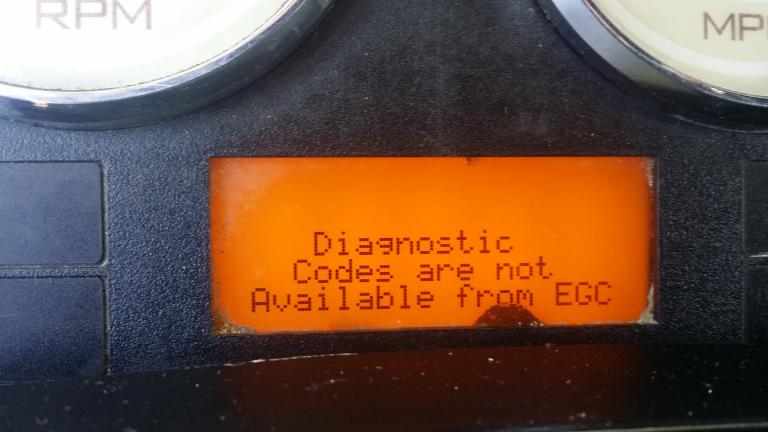 RPM
Diagnostic
Codes are not
Available from EGC